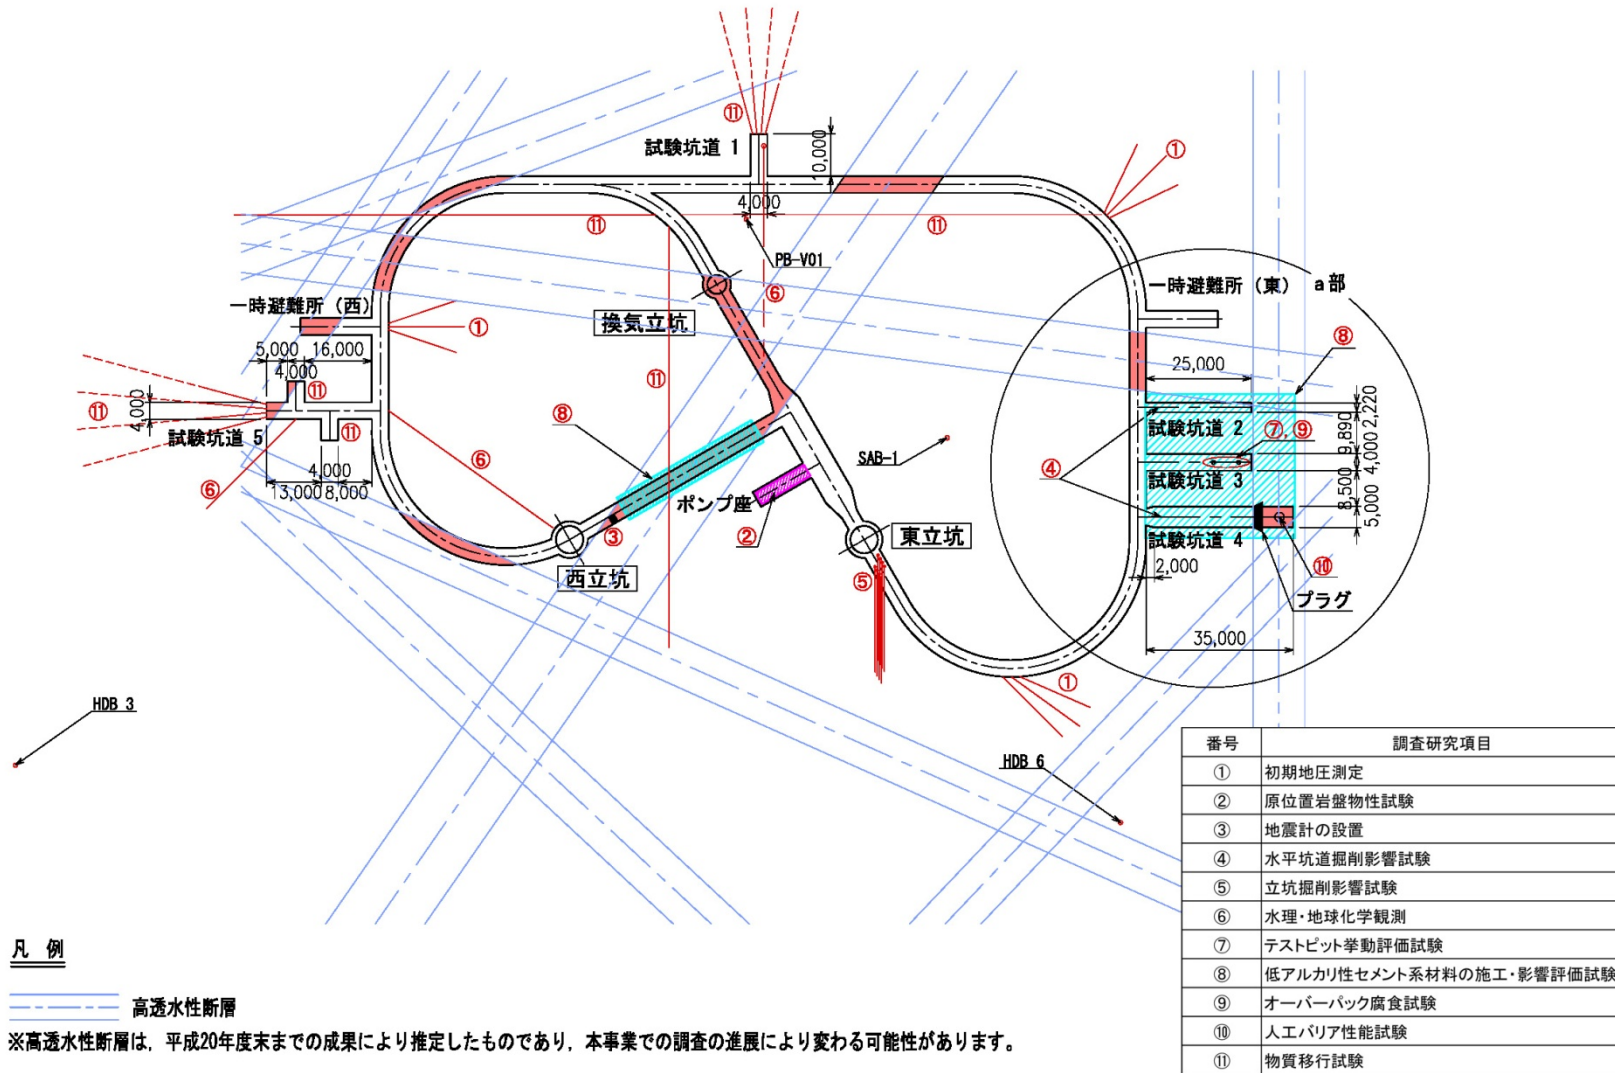 ⑪
試験坑道 1
10,000
4,000
①
⑪
⑪
PB-V01
⑥
一時避難所（西）
換気立坑
①
一時避難所（東）
a部
⑧
5,000
16,000
4,000
⑪
⑪
4,000
試験坑道 5
⑪
4,000
13,000
8,000
⑥
⑥
⑪
⑧
SAB-1
25,000
2,220
9,890
4,000
8,500
5,000
試験坑道 2
⑦, ⑨
④
試験坑道 3
試験坑道 4
ポンプ座
②
③
東立坑
西立坑
⑤
2,000
⑩
プラグ
35,000
①
HDB 3
HDB 6
番号 調査研究項目
① 初期地圧測定
② 原位置岩盤物性試験
③ 地震計の設置
④ 水平坑道掘削影響試験
⑤ 立坑掘削影響試験
⑥ 水理・地球化学観測
⑦ テストピット挙動評価試験
⑧ 低アルカリ性セメント系材料の施工・影響評価試験
⑨ オーバーパック腐食試験
⑩ 人工バリア性能試験
⑪ 物質移行試験
凡 例
高透水性断層
※高透水性断層は，平成20年度末までの成果により推定したものであり，本事業での調査の進展により変わる可能性があります。